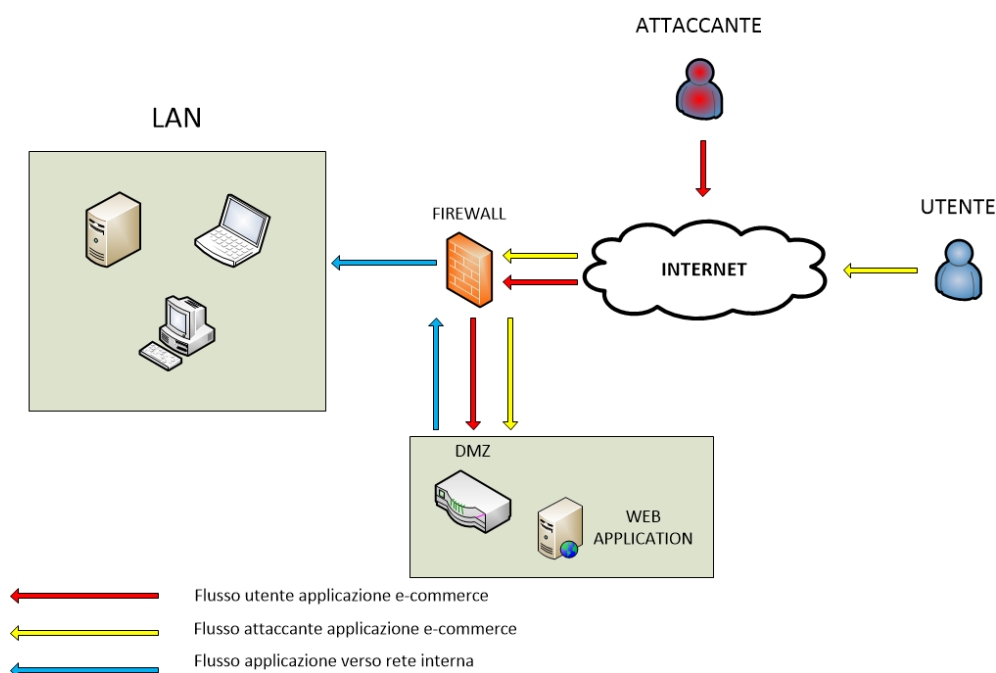 ATTACCANTE
LAN
FIREWALL
UTENTE
INTERNET
DMZ
WEB
APPLICATION
Flusso utente applicazione e-commerce
Flusso attaccante applicazione e-commerce
Flusso applicazione verso rete interna